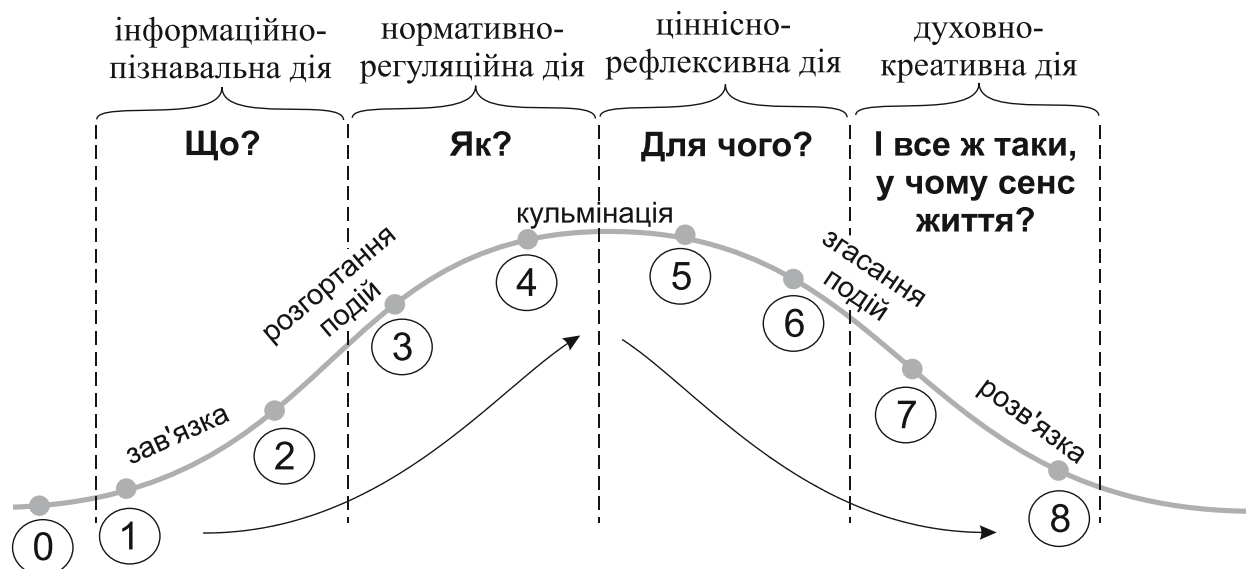 інформаційно-
пізнавальна дія
нормативно-
регуляційна дія
ціннісно-
рефлексивна дія
духовно-
креативна дія
Що?
Як?
Для чого?
І все ж таки,
у чому сенс
життя?
зав'язка
розгортання
подій
кульмінація
згасання
подій
розв'язка
0
1
2
3
4
5
6
7
8